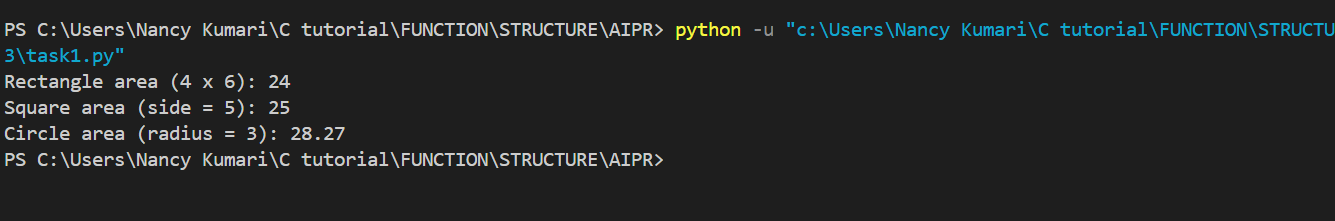 PS C:\Users\Nancy Kumari\C tutorial\FUNCTION\STRUCTURE\AIPR> python -u "c:\Users\Nancy Kumari\C tutorial\FUNCTION\STRUCTU
3\task1.py"
Rectangle area (4 x 6): 24
Square area (side = 5): 25
Circle area (radius = 3): 28.27
PS C:\Users\Nancy Kumari\C tutorial\FUNCTION\STRUCTURE\AIPR>